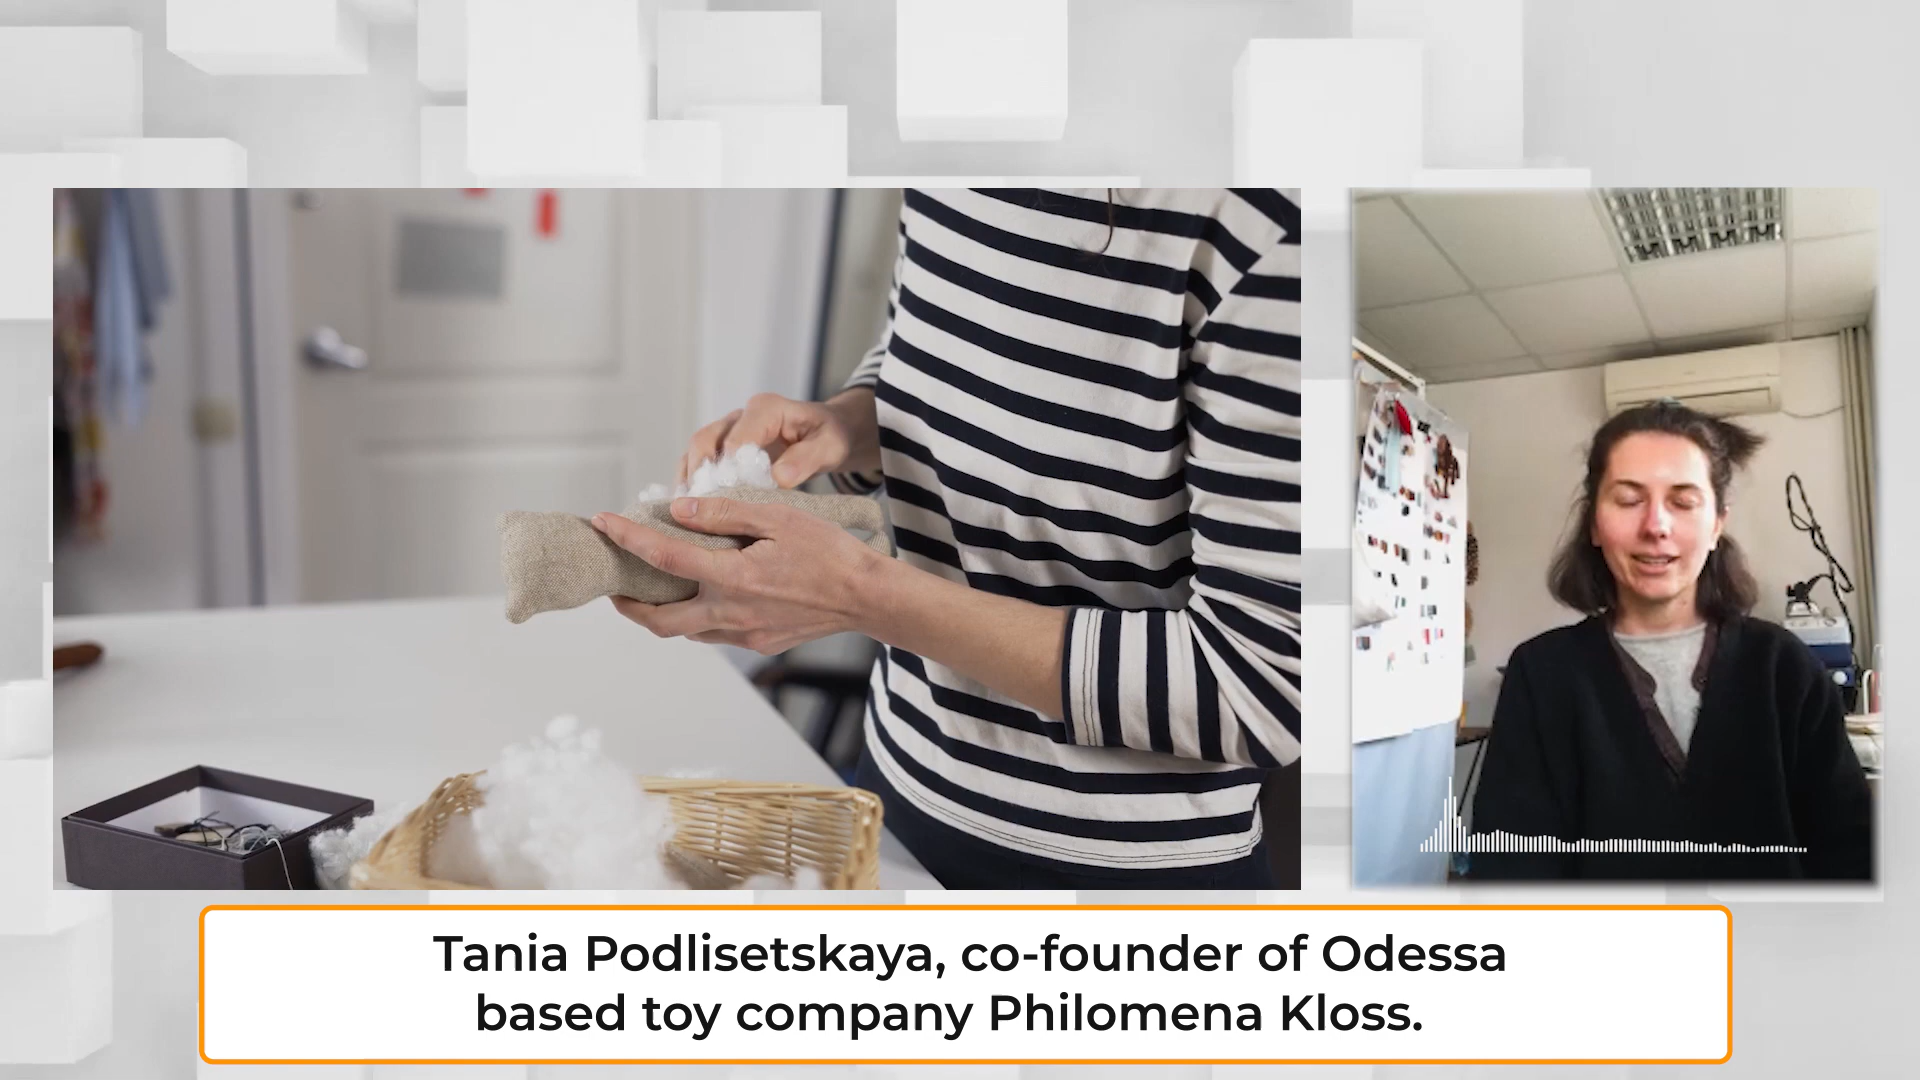 Tania Podlisetskaya, co-founder of Odessa
based toy company Philomena Kloss.